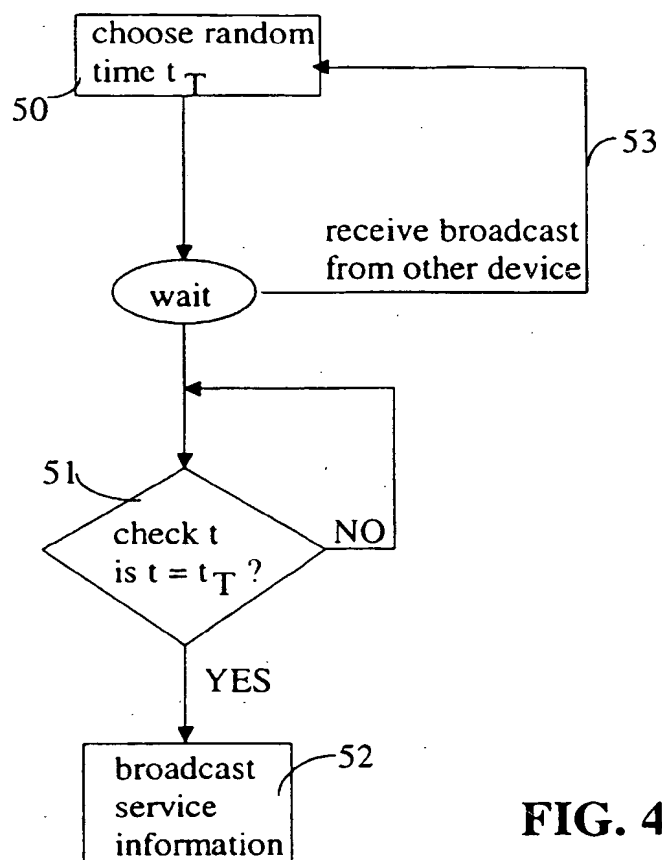 choose random
time t_T
50
53
receive broadcast
from other device
wait
51
check t
is t = t_T ?
NO
YES
broadcast
service
information
52
FIG. 4